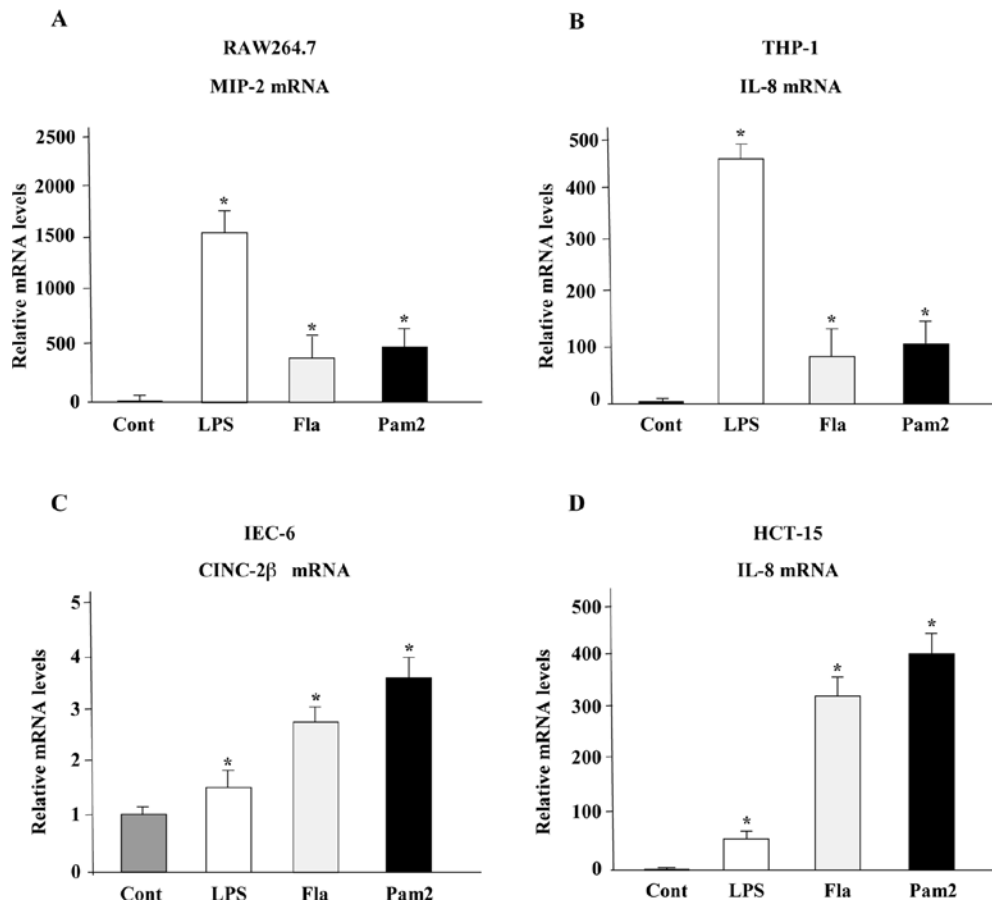 A
RAW264.7
MIP-2 mRNA
Relative mRNA levels
2500
2000
1500
1000
500
0
*
*
*
Cont LPS Fla Pam2
B
THP-1
IL-8 mRNA
Relative mRNA levels
500
400
300
200
100
0
*
*
*
Cont LPS Fla Pam2
C
IEC-6
CINC-2β mRNA
Relative mRNA levels
5
4
3
2
1
0
*
*
*
Cont LPS Fla Pam2
D
HCT-15
IL-8 mRNA
Relative mRNA levels
500
400
300
200
100
0
*
*
*
Cont LPS Fla Pam2